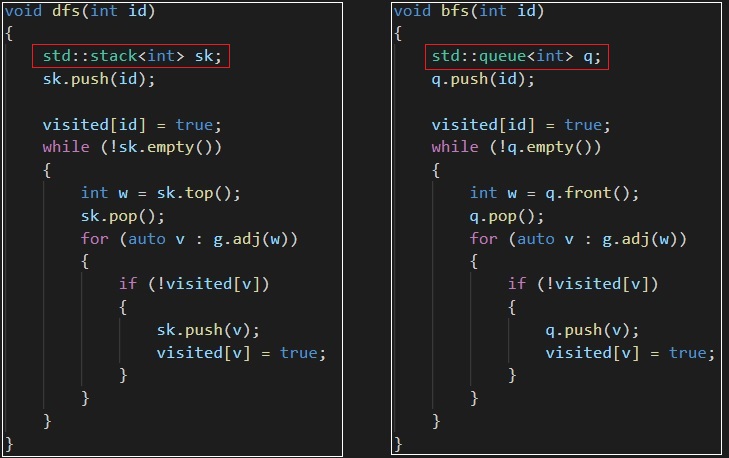 void dfs(int id)
{
    std::stack<int> sk;
    sk.push(id);

    visited[id] = true;
    while (!sk.empty())
    {
        int w = sk.top();
        sk.pop();
        for (auto v : g.adj(w))
        {
            if (!visited[v])
            {
                sk.push(v);
                visited[v] = true;
            }
        }
    }
}
void bfs(int id)
{
    std::queue<int> q;
    q.push(id);

    visited[id] = true;
    while (!q.empty())
    {
        int w = q.front();
        q.pop();
        for (auto v : g.adj(w))
        {
            if (!visited[v])
            {
                q.push(v);
                visited[v] = true;
            }
        }
    }
}